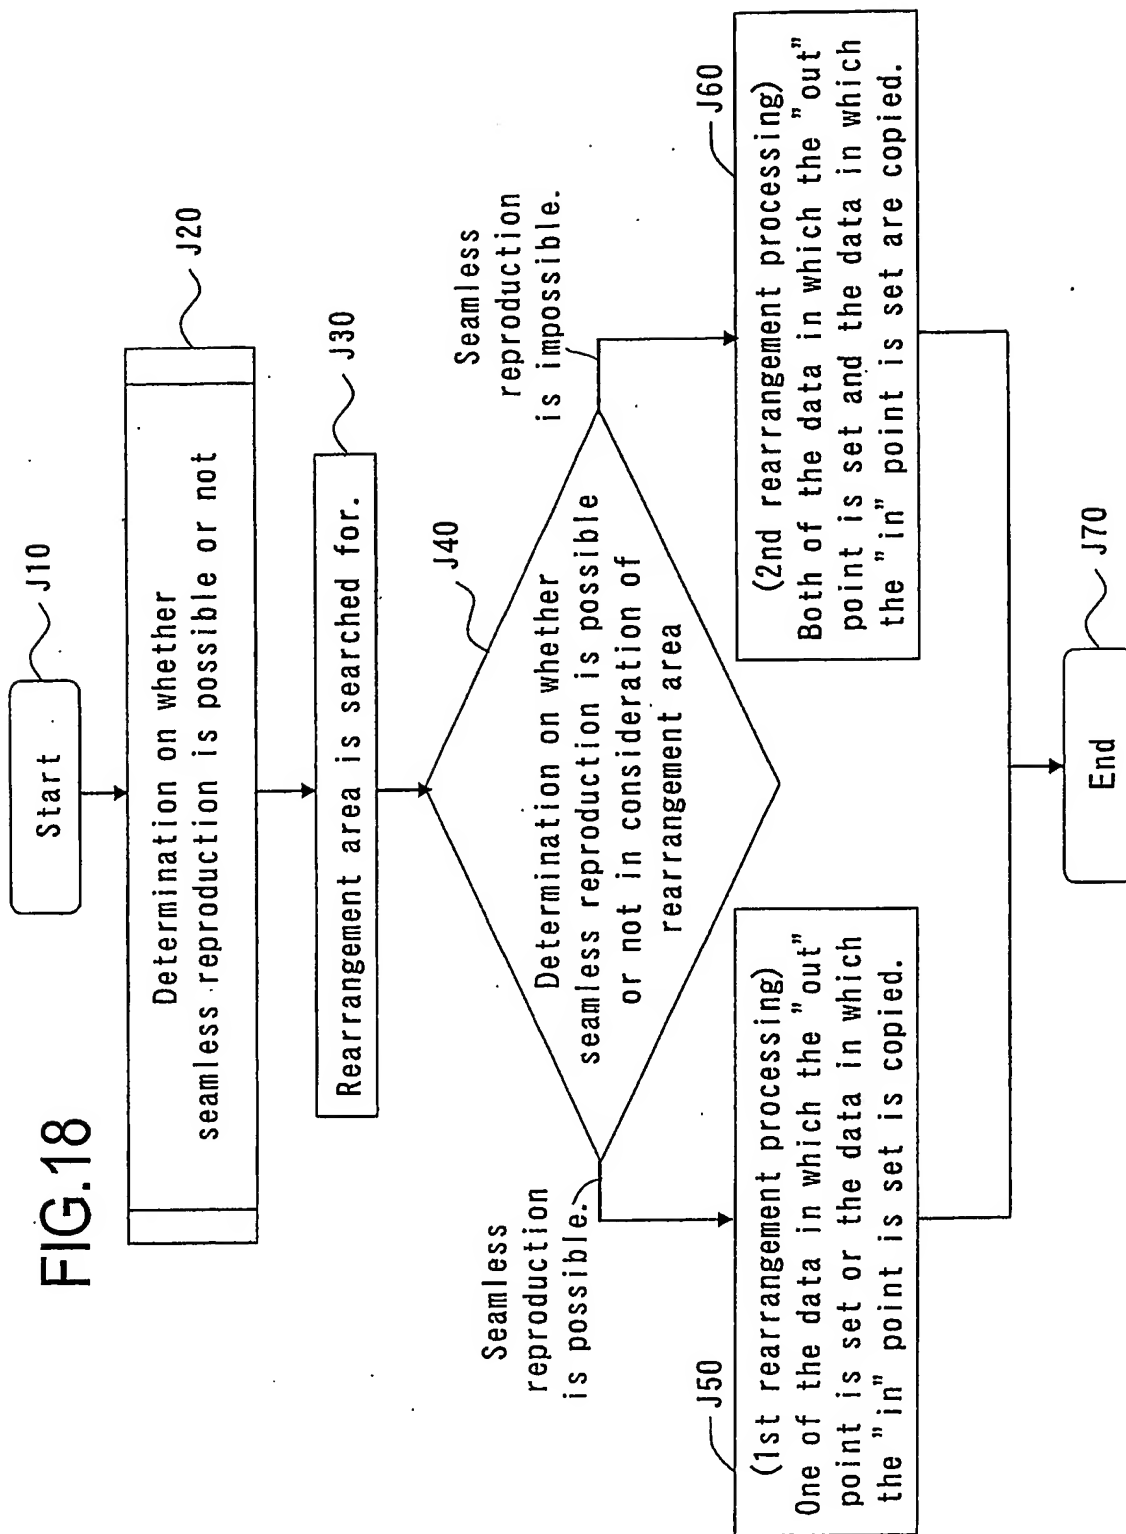 FIG.18
Start
J10
Determination on whether
seamless reproduction is possible or not
J20
Rearrangement area is searched for.
J30
Determination on whether
seamless reproduction is possible
or not in consideration of
rearrangement area
J40
Seamless
reproduction
is possible.
Seamless
reproduction
is impossible.
J50
(1st rearrangement processing)
One of the data in which the "out"
point is set or the data in which
the "in" point is set is copied.
J60
(2nd rearrangement processing)
Both of the data in which the "out"
point is set and the data in which
the "in" point is set are copied.
End
J70